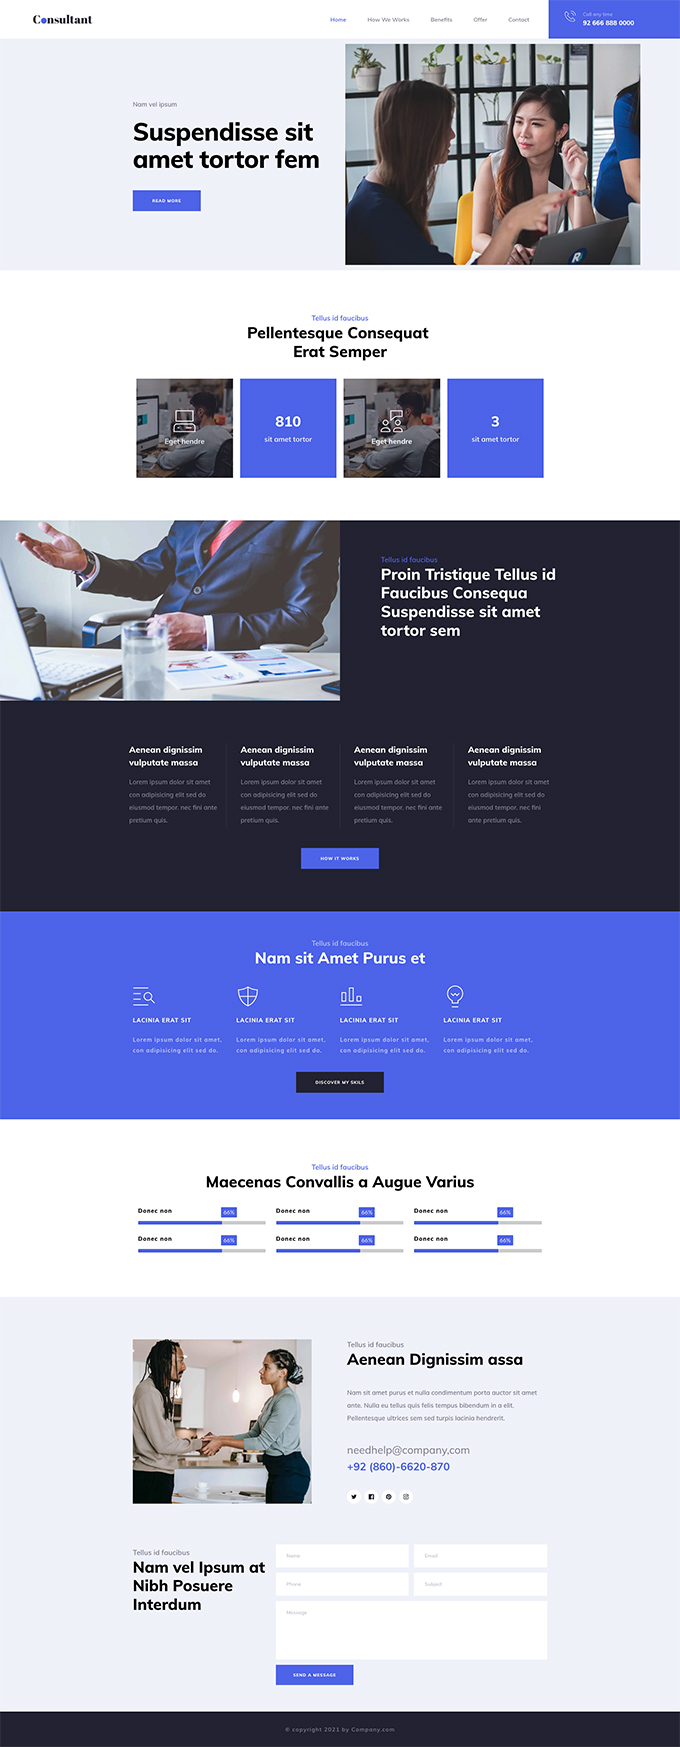 Consultant
Home How We Works Benefits Offer Contact
Call any time
92 666 888 0000
Nam vel ipsum
Suspendisse sit
amet tortor fem
READ MORE
Tellus id faucibus
Pellentesque Consequat
Erat Semper
Eget hendre
810
sit amet tortor
Eget hendre
3
sit amet tortor
Tellus id faucibus
Proin Tristique Tellus id
Faucibus Consequa
Suspendisse sit amet
tortor sem
Aenean dignissim
vulputate massa
Lorem ipsum dolor sit amet
con adipisicing elit sed do
eiusmod tempor. nec fini ante
pretium quis.
Aenean dignissim
vulputate massa
Lorem ipsum dolor sit amet
con adipisicing elit sed do
eiusmod tempor. nec fini ante
pretium quis.
Aenean dignissim
vulputate massa
Lorem ipsum dolor sit amet
con adipisicing elit sed do
eiusmod tempor. nec fini ante
pretium quis.
Aenean dignissim
vulputate massa
Lorem ipsum dolor sit amet
con adipisicing elit sed do
eiusmod tempor. nec fini
ante pretium quis.
HOW IT WORKS
Tellus id faucibus
Nam sit Amet Purus et
LACINIA ERAT SIT
Lorem ipsum dolor sit amet,
con adipisicing elit sed do.
LACINIA ERAT SIT
Lorem ipsum dolor sit amet,
con adipisicing elit sed do.
LACINIA ERAT SIT
Lorem ipsum dolor sit amet,
con adipisicing elit sed do.
LACINIA ERAT SIT
Lorem ipsum dolor sit amet,
con adipisicing elit sed do.
DISCOVER MY SKILS
Tellus id faucibus
Maecenas Convallis a Augue Varius
Donec non 66%
Donec non 66%
Donec non 66%
Donec non 66%
Donec non 66%
Donec non 66%
Tellus id faucibus
Aenean Dignissim assa
Nam sit amet purus et nulla condimentum porta auctor sit amet
ante. Nulla eu tellus quis felis tempus bibendum in a elit.
Pellentesque ultrices sem sed turpis lacinia hendrerit.
needhelp@company,com
+92 (860)-6620-870
Tellus id faucibus
Nam vel Ipsum at
Nibh Posuere
Interdum
Name
Email
Phone
Subject
Message
SEND A MESSAGE
© copyright 2021 by Company.com